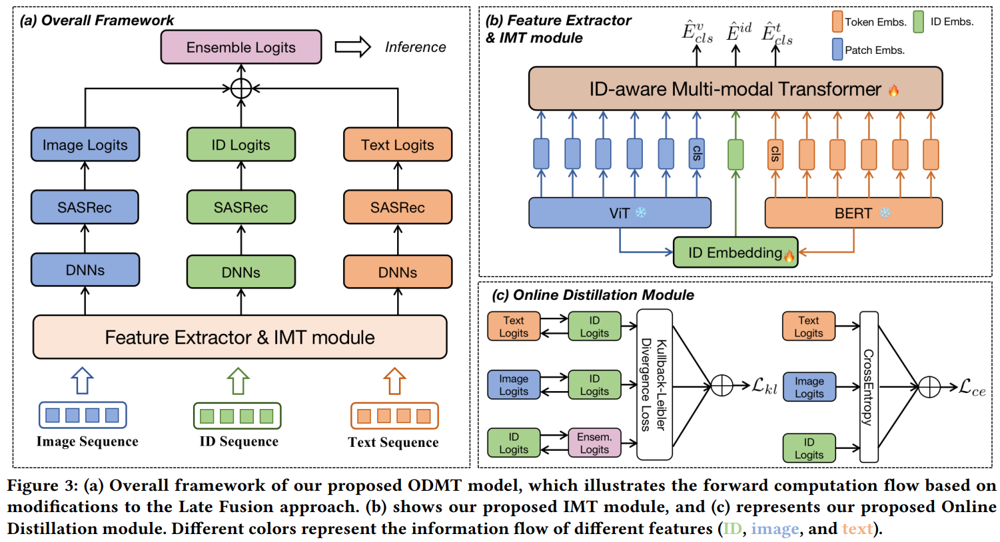 (a) Overall Framework
Ensemble Logits
Inference
Image Logits
ID Logits
Text Logits
SASRec
SASRec
SASRec
DNNs
DNNs
DNNs
Feature Extractor & IMT module
Image Sequence
ID Sequence
Text Sequence
(b) Feature Extractor
& IMT module
Token Embs.
ID Embs.
Patch Embs.
Ê^v_cls
Ê^id
Ê^t_cls
ID-aware Multi-modal Transformer
cls
cls
ViT
BERT
ID Embedding
(c) Online Distillation Module
Text
Logits
ID
Logits
Image
Logits
ID
Logits
ID
Logits
Ensem.
Logits
Kullback-Leibler
Divergence Loss
ℒ_kl
Text
Logits
Image
Logits
ID
Logits
CrossEntropy
ℒ_ce
Figure 3: (a) Overall framework of our proposed ODMT model, which illustrates the forward computation flow based on
modifications to the Late Fusion approach. (b) shows our proposed IMT module, and (c) represents our proposed Online
Distillation module. Different colors represent the information flow of different features (ID, image, and text).